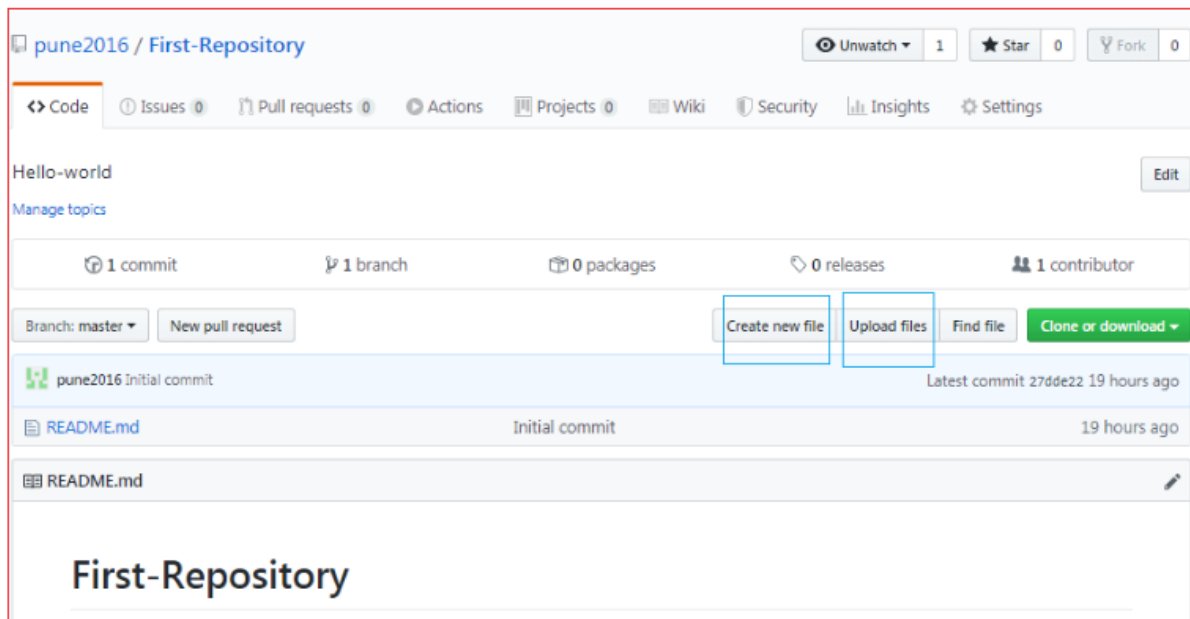 pune2016 / First-Repository Unwatch 1 Star 0 Fork 0
Code Issues 0 Pull requests 0 Actions Projects 0 Wiki Security Insights Settings
Hello-world Edit
Manage topics
1 commit 1 branch 0 packages 0 releases 1 contributor
Branch: master New pull request Create new file Upload files Find file Clone or download
pune2016 Initial commit Latest commit 27dde22 19 hours ago
README.md Initial commit 19 hours ago
README.md
First-Repository